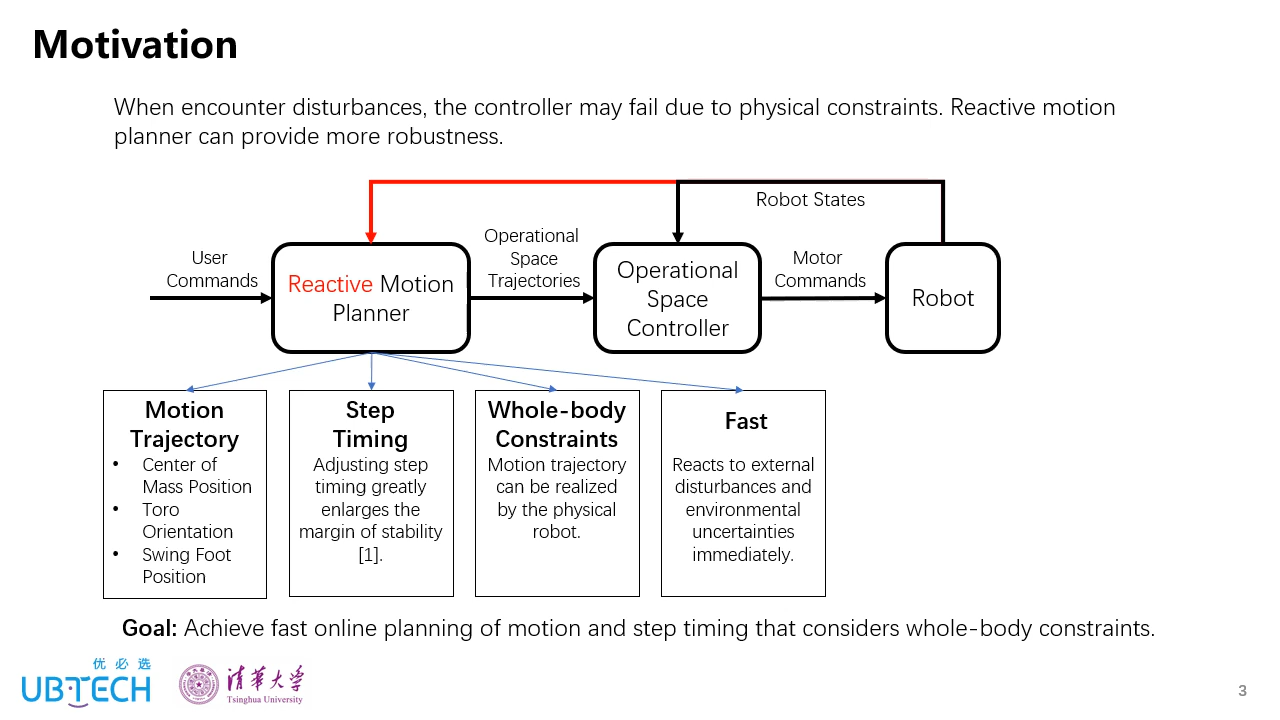 Motivation
When encounter disturbances, the controller may fail due to physical constraints. Reactive motion
planner can provide more robustness.
Robot States
User
Commands
Reactive Motion
Planner
Operational
Space
Trajectories
Operational
Space
Controller
Motor
Commands
Robot
Motion
Trajectory
• Center of
Mass Position
• Toro
Orientation
• Swing Foot
Position
Step
Timing
Adjusting step
timing greatly
enlarges the
margin of stability
[1].
Whole-body
Constraints
Motion trajectory
can be realized
by the physical
robot.
Fast
Reacts to external
disturbances and
environmental
uncertainties
immediately.
Goal: Achieve fast online planning of motion and step timing that considers whole-body constraints.
优必选
UBTECH
清华大学
Tsinghua University
3